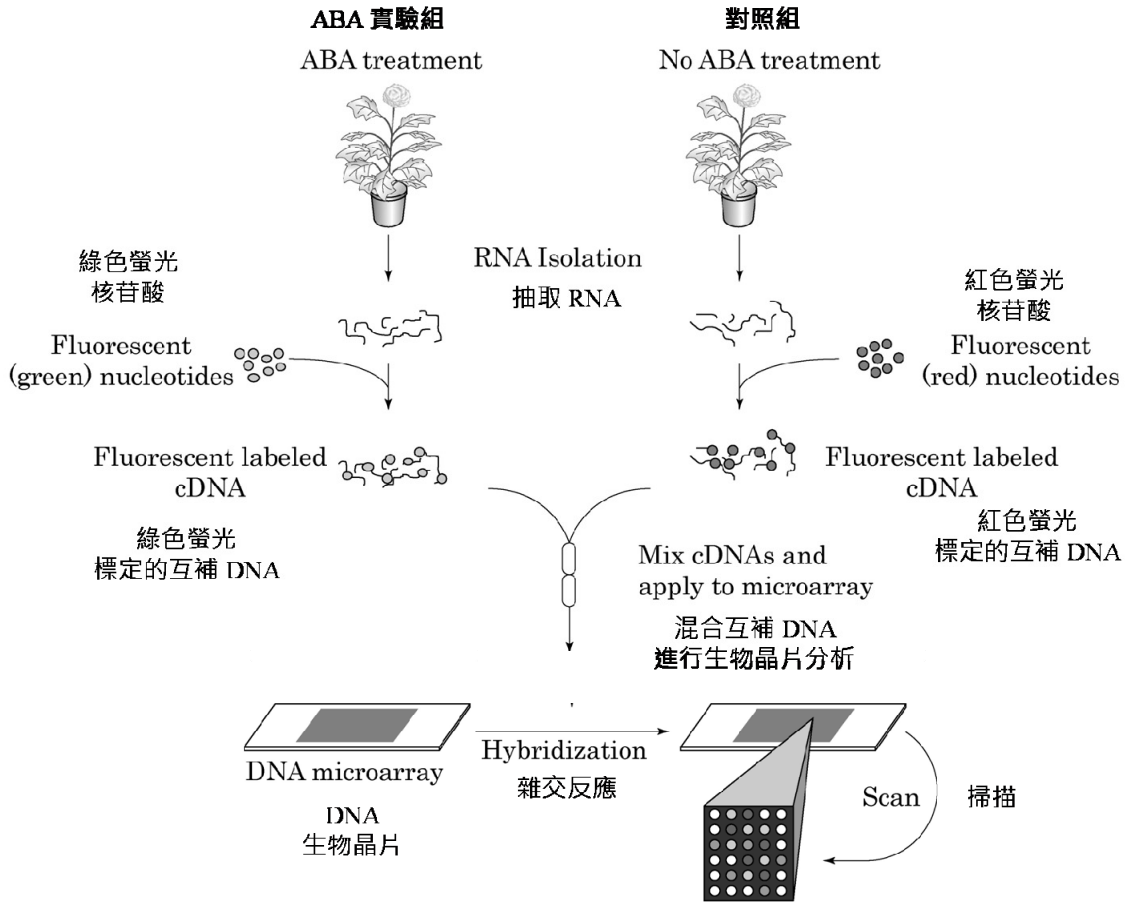 ABA 實驗組
ABA treatment
對照組
No ABA treatment
RNA Isolation
抽取 RNA
綠色螢光
核苷酸
Fluorescent
(green) nucleotides
紅色螢光
核苷酸
Fluorescent
(red) nucleotides
Fluorescent labeled
cDNA
綠色螢光
標定的互補 DNA
Fluorescent labeled
cDNA
紅色螢光
標定的互補 DNA
Mix cDNAs and
apply to microarray
混合互補 DNA
進行生物晶片分析
DNA microarray
DNA
生物晶片
Hybridization
雜交反應
Scan
掃描